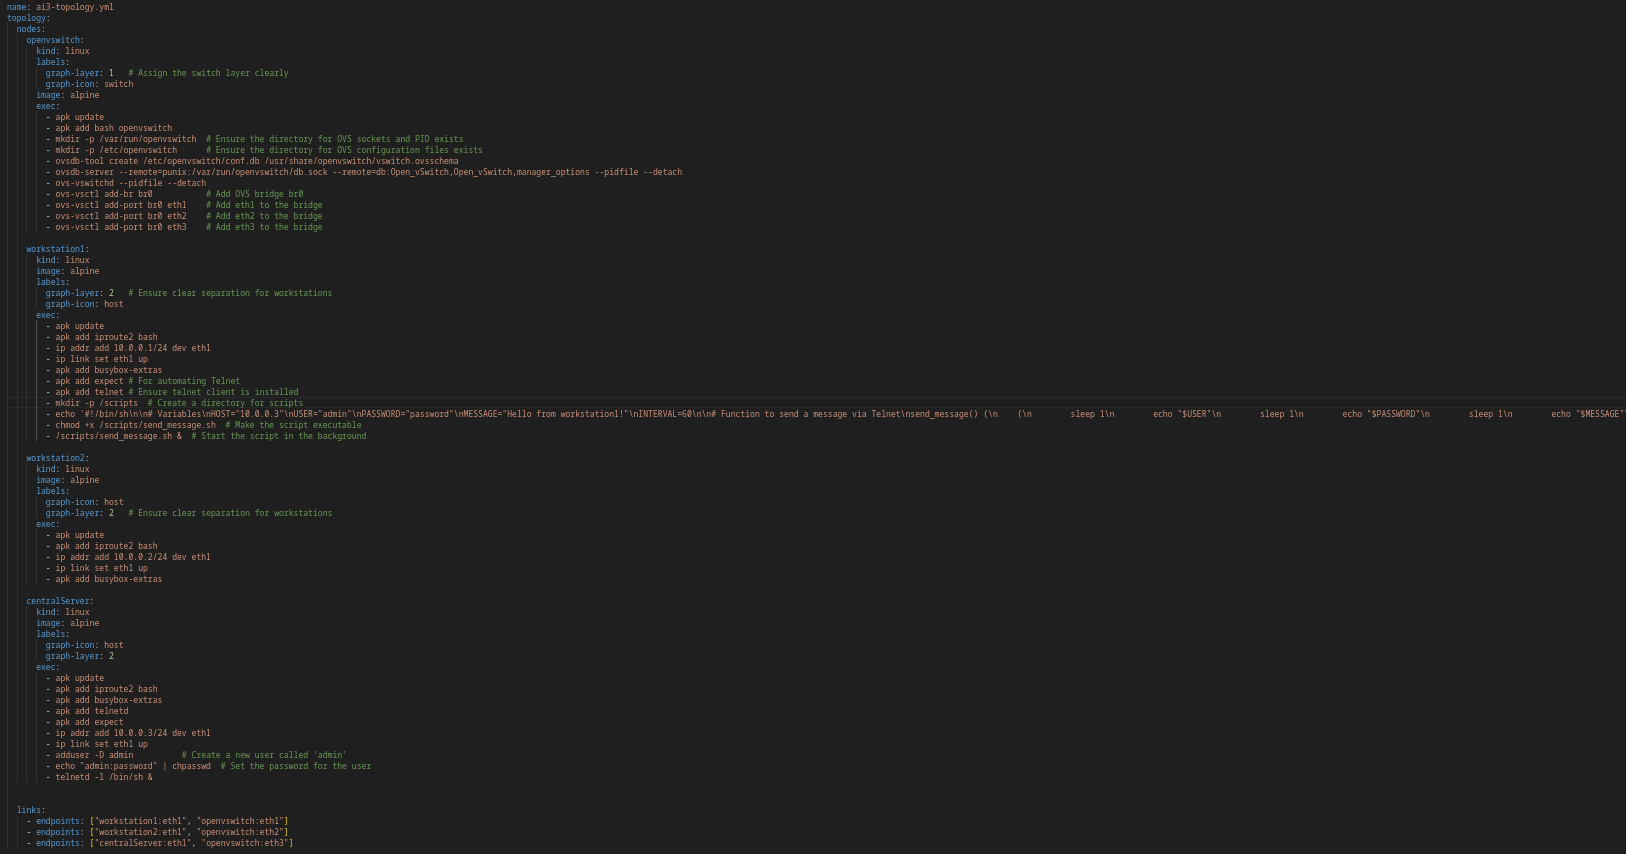 name: ai3-topology.yml
topology:
  nodes:
    openvswitch:
      kind: linux
      labels:
        graph-layer: 1   # Assign the switch layer clearly
        graph-icon: switch
      image: alpine
      exec:
        - apk update
        - apk add bash openvswitch
        - mkdir -p /var/run/openvswitch  # Ensure the directory for OVS sockets and PID exists
        - mkdir -p /etc/openvswitch      # Ensure the directory for OVS configuration files exists
        - ovsdb-tool create /etc/openvswitch/conf.db /usr/share/openvswitch/vswitch.ovsschema
        - ovsdb-server --remote=punix:/var/run/openvswitch/db.sock --remote=db:Open_vSwitch,Open_vSwitch,manager_options --pidfile --detach
        - ovs-vswitchd --pidfile --detach
        - ovs-vsctl add-br br0           # Add OVS bridge br0
        - ovs-vsctl add-port br0 eth1    # Add eth1 to the bridge
        - ovs-vsctl add-port br0 eth2    # Add eth2 to the bridge
        - ovs-vsctl add-port br0 eth3    # Add eth3 to the bridge

    workstation1:
      kind: linux
      image: alpine
      labels:
        graph-layer: 2   # Ensure clear separation for workstations
        graph-icon: host
      exec:
        - apk update
        - apk add iproute2 bash
        - ip addr add 10.0.0.1/24 dev eth1
        - ip link set eth1 up
        - apk add busybox-extras
        - apk add expect # For automating Telnet
        - apk add telnet # Ensure telnet client is installed
        - mkdir -p /scripts  # Create a directory for scripts
        - echo '#!/bin/sh\n\n# Variables\nHOST="10.0.0.3"\nUSER="admin"\nPASSWORD="password"\nMESSAGE="Hello from workstation1!"\nINTERVAL=60\n\n# Function to send a message via Telnet\nsend_message() {\n    (\n        sleep 1\n        echo "$USER"\n        sleep 1\n        echo "$PASSWORD"\n        sleep 1\n        echo "$MESSAGE"
        - chmod +x /scripts/send_message.sh  # Make the script executable
        - /scripts/send_message.sh &  # Start the script in the background

    workstation2:
      kind: linux
      image: alpine
      labels:
        graph-icon: host
        graph-layer: 2   # Ensure clear separation for workstations
      exec:
        - apk update
        - apk add iproute2 bash
        - ip addr add 10.0.0.2/24 dev eth1
        - ip link set eth1 up
        - apk add busybox-extras

    centralServer:
      kind: linux
      image: alpine
      labels:
        graph-icon: host
        graph-layer: 2
      exec:
        - apk update
        - apk add iproute2 bash
        - apk add busybox-extras
        - apk add telnetd
        - apk add expect
        - ip addr add 10.0.0.3/24 dev eth1
        - ip link set eth1 up
        - adduser -D admin          # Create a new user called 'admin'
        - echo "admin:password" | chpasswd  # Set the password for the user
        - telnetd -l /bin/sh &

  links:
    - endpoints: ["workstation1:eth1", "openvswitch:eth1"]
    - endpoints: ["workstation2:eth1", "openvswitch:eth2"]
    - endpoints: ["centralServer:eth1", "openvswitch:eth3"]